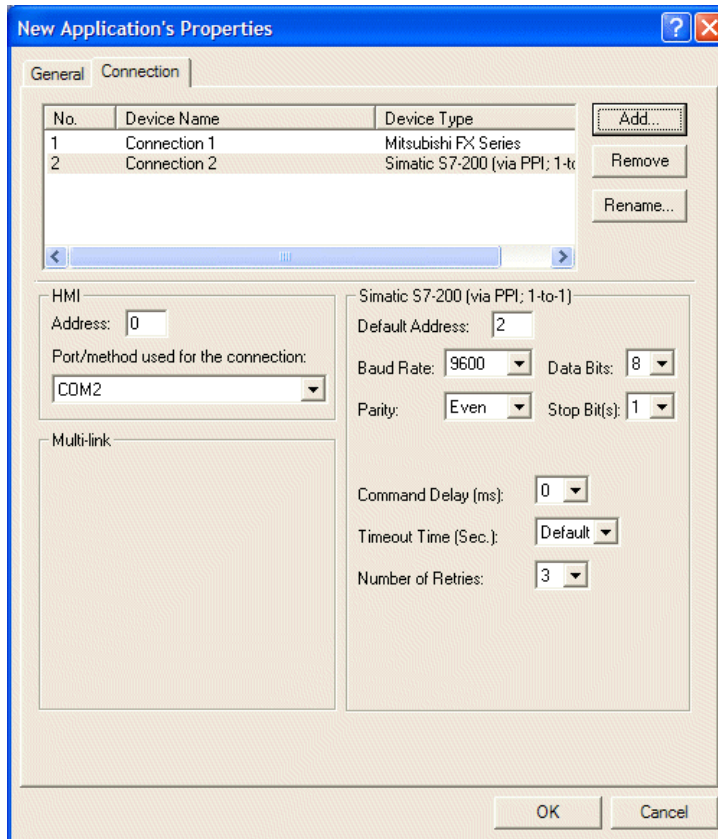 New Application's Properties
General Connection
No. Device Name Device Type
1 Connection 1 Mitsubishi FX Series
2 Connection 2 Simatic S7-200 (via PPI; 1-to
Add...
Remove
Rename...
HMI
Address: 0
Port/method used for the connection:
COM2
Multi-link
Simatic S7-200 (via PPI; 1-to-1)
Default Address: 2
Baud Rate: 9600 Data Bits: 8
Parity: Even Stop Bit(s): 1
Command Delay (ms): 0
Timeout Time (Sec.): Default
Number of Retries: 3
OK Cancel